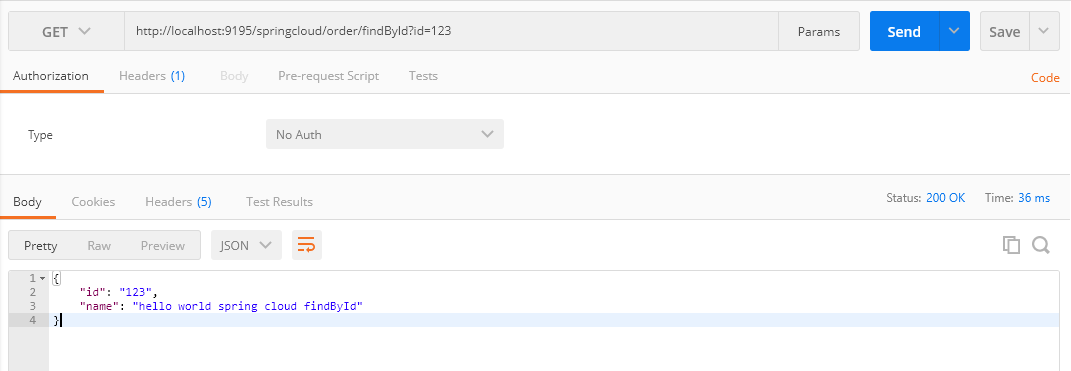 GET http://localhost:9195/springcloud/order/findById?id=123 Params Send Save
Authorization Headers (1) Body Pre-request Script Tests Code
Type No Auth
Body Cookies Headers (5) Test Results Status: 200 OK Time: 36 ms
Pretty Raw Preview JSON
1 {
2 "id": "123",
3 "name": "hello world spring cloud findById"
4 }